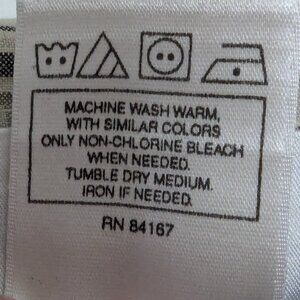 MACHINE WASH WARM,
WITH SIMILAR COLORS
ONLY NON-CHLORINE BLEACH
WHEN NEEDED.
TUMBLE DRY MEDIUM.
IRON IF NEEDED.
RN 84167